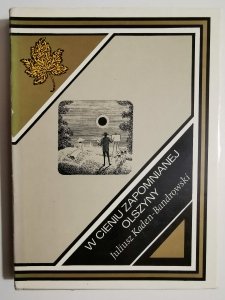 W CIENIU ZAPOMNIANEJ
OLSZYNY
Juliusz Kaden-Bandrowski